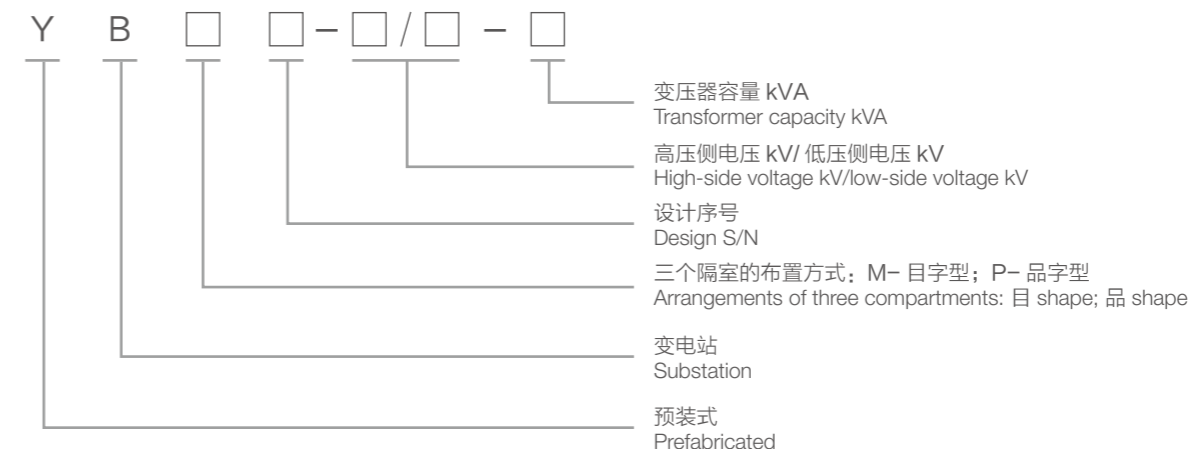 Y B □ □ - □ / □ - □
变压器容量 kVA
Transformer capacity kVA
高压侧电压 kV/ 低压侧电压 kV
High-side voltage kV/low-side voltage kV
设计序号
Design S/N
三个隔室的布置方式：M- 目字型；P- 品字型
Arrangements of three compartments: 目 shape; 品 shape
变电站
Substation
预装式
Prefabricated